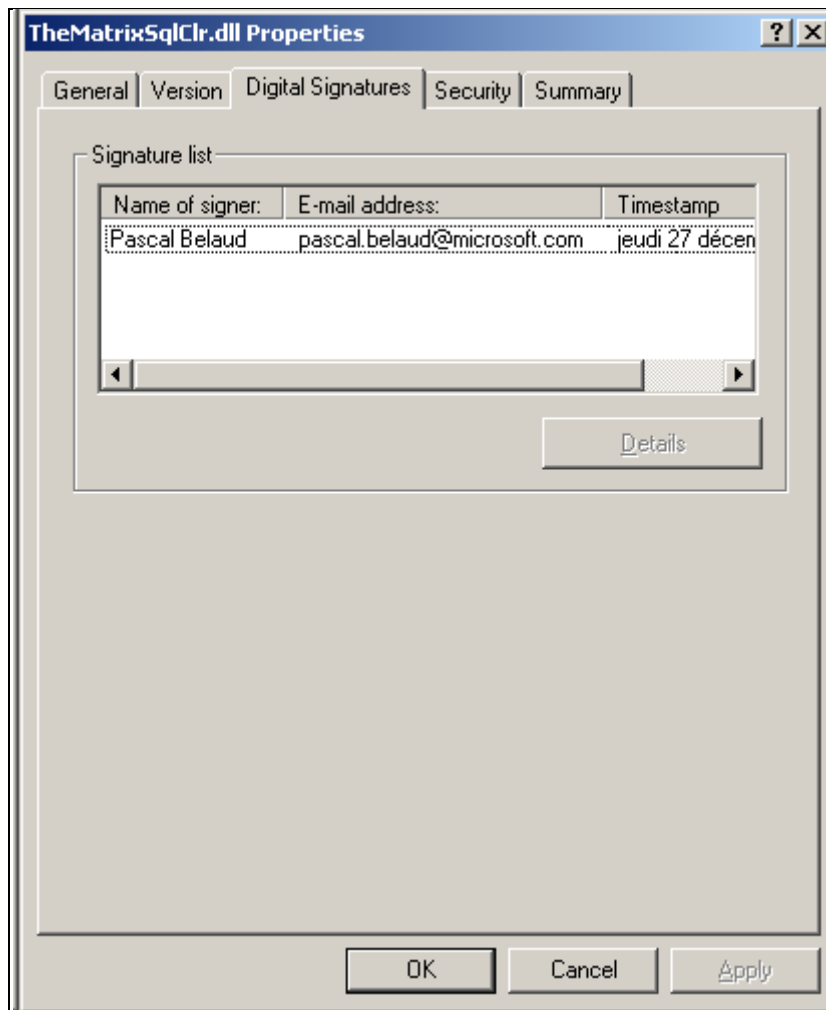 TheMatrixSqlClr.dll Properties
General Version Digital Signatures Security Summary
Signature list
Name of signer: E-mail address: Timestamp
Pascal Belaud pascal.belaud@microsoft.com jeudi 27 décen
Details
OK Cancel Apply